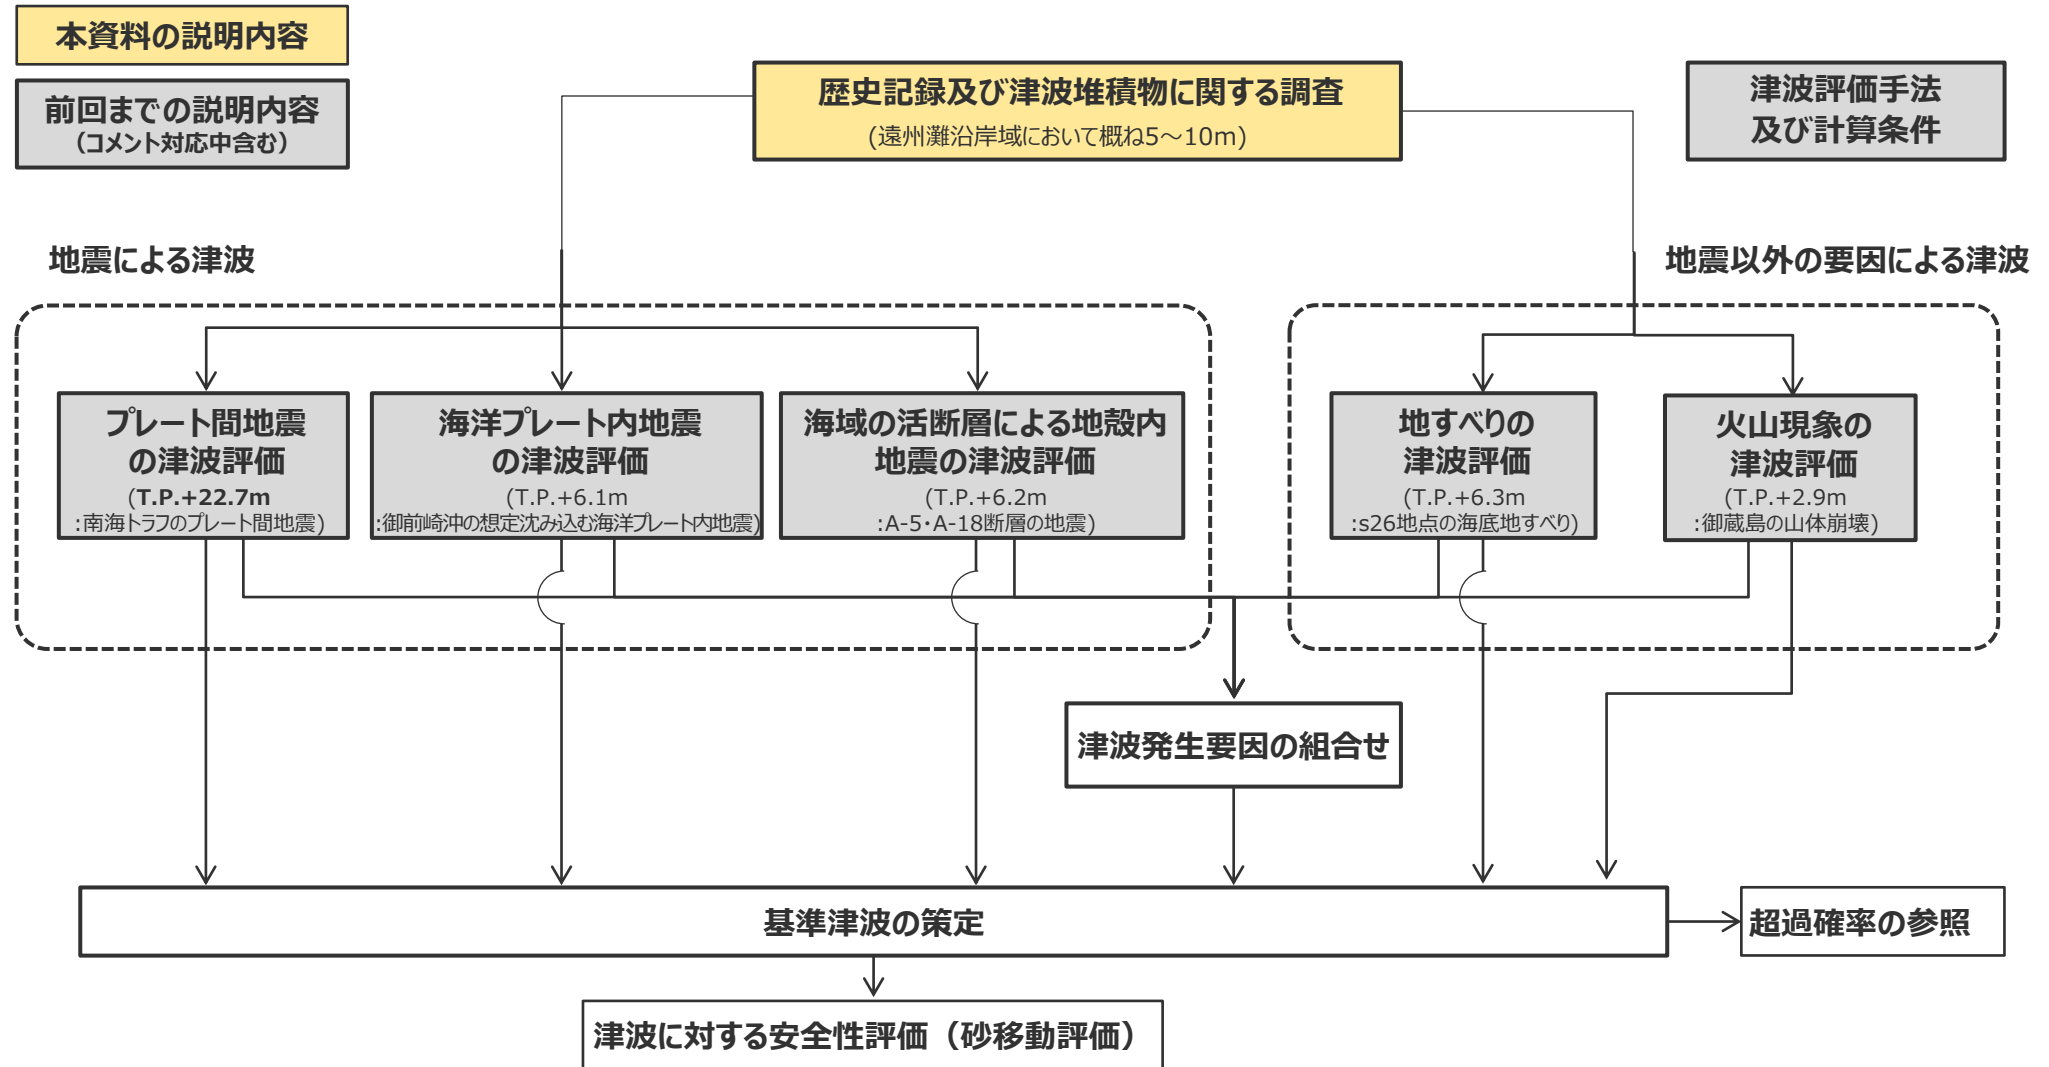 本資料の説明内容
前回までの説明内容
(コメント対応中含む)
歴史記録及び津波堆積物に関する調査
(遠州灘沿岸域において概ね5~10m)
津波評価手法
及び計算条件
地震による津波
地震以外の要因による津波
プレート間地震
の津波評価
(T.P.+22.7m
:南海トラフのプレート間地震)
海洋プレート内地震
の津波評価
(T.P.+6.1m
:御前崎沖の想定沈み込む海洋プレート内地震)
海域の活断層による地殻内
地震の津波評価
(T.P.+6.2m
:A-5・A-18断層の地震)
地すべりの
津波評価
(T.P.+6.3m
:s26地点の海底地すべり)
火山現象の
津波評価
(T.P.+2.9m
:御蔵島の山体崩壊)
津波発生要因の組合せ
基準津波の策定
超過確率の参照
津波に対する安全性評価（砂移動評価）